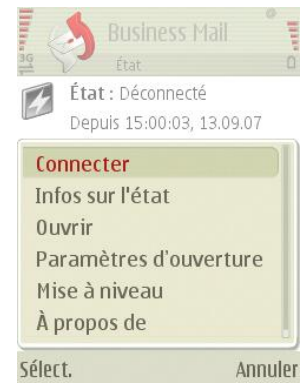 Business Mail
3G
État
État : Déconnecté
Depuis 15:00:03, 13.09.07
Connecter
Infos sur l'état
Ouvrir
Paramètres d'ouverture
Mise à niveau
À propos de
Sélect.
Annuler